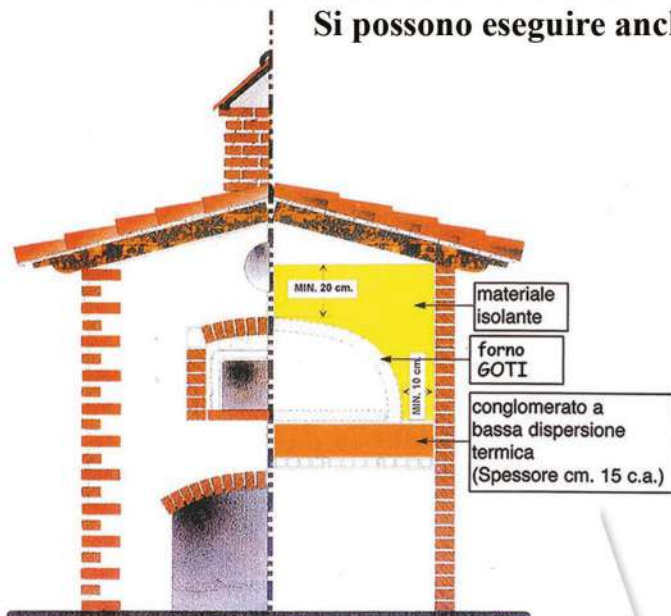 Si possono eseguire
MIN. 20 cm.
materiale
isolante
forno
GOTI
MIN. 10 cm.
conglomerato a
bassa dispersione
termica
(Spessore cm. 15 c.a.)